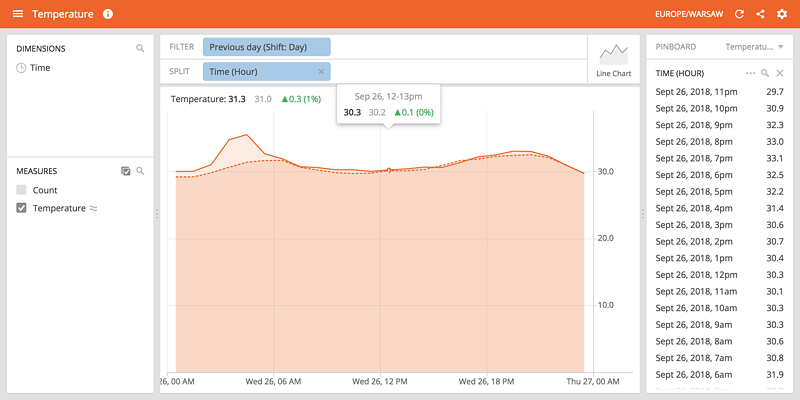 Temperature
EUROPE/WARSAW
DIMENSIONS
Time
MEASURES
Count
Temperature
FILTER
Previous day (Shift: Day)
SPLIT
Time (Hour)
Line Chart
Temperature: 31.3 31.0 ▲0.3 (1%)
Sep 26, 12-13pm
30.3 30.2 ▲0.1 (0%)
30.0
20.0
10.0
26, 00 AM
Wed 26, 06 AM
Wed 26, 12 PM
Wed 26, 18 PM
Thu 27, 00 AM
PINBOARD
Temperatu...
TIME (HOUR)
Sept 26, 2018, 11pm 29.7
Sept 26, 2018, 10pm 30.9
Sept 26, 2018, 9pm 32.3
Sept 26, 2018, 8pm 33.0
Sept 26, 2018, 7pm 33.1
Sept 26, 2018, 6pm 32.5
Sept 26, 2018, 5pm 32.2
Sept 26, 2018, 4pm 31.4
Sept 26, 2018, 3pm 30.6
Sept 26, 2018, 2pm 30.7
Sept 26, 2018, 1pm 30.4
Sept 26, 2018, 12pm 30.3
Sept 26, 2018, 11am 30.1
Sept 26, 2018, 10am 30.3
Sept 26, 2018, 9am 30.3
Sept 26, 2018, 8am 30.6
Sept 26, 2018, 7am 30.8
Sept 26, 2018, 6am 31.9